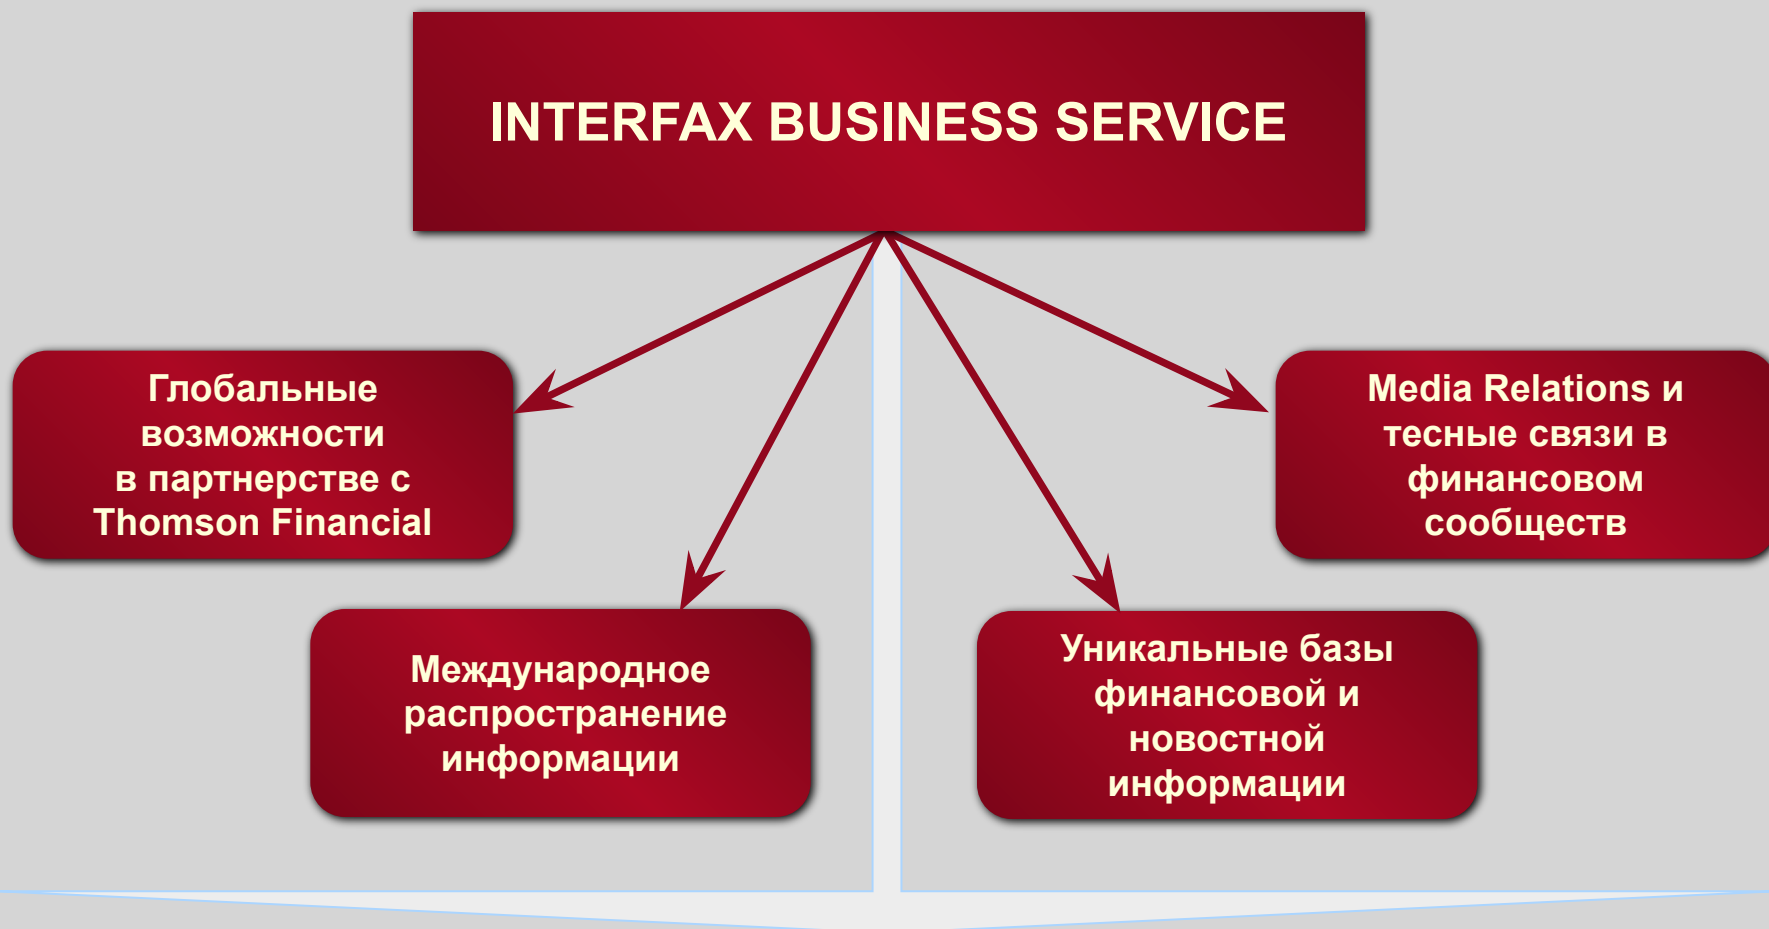 INTERFAX BUSINESS SERVICE
Глобальные
возможности
в партнерстве с
Thomson Financial
Media Relations и
тесные связи в
финансовом
сообществ
Международное
распространение
информации
Уникальные базы
финансовой и
новостной
информации